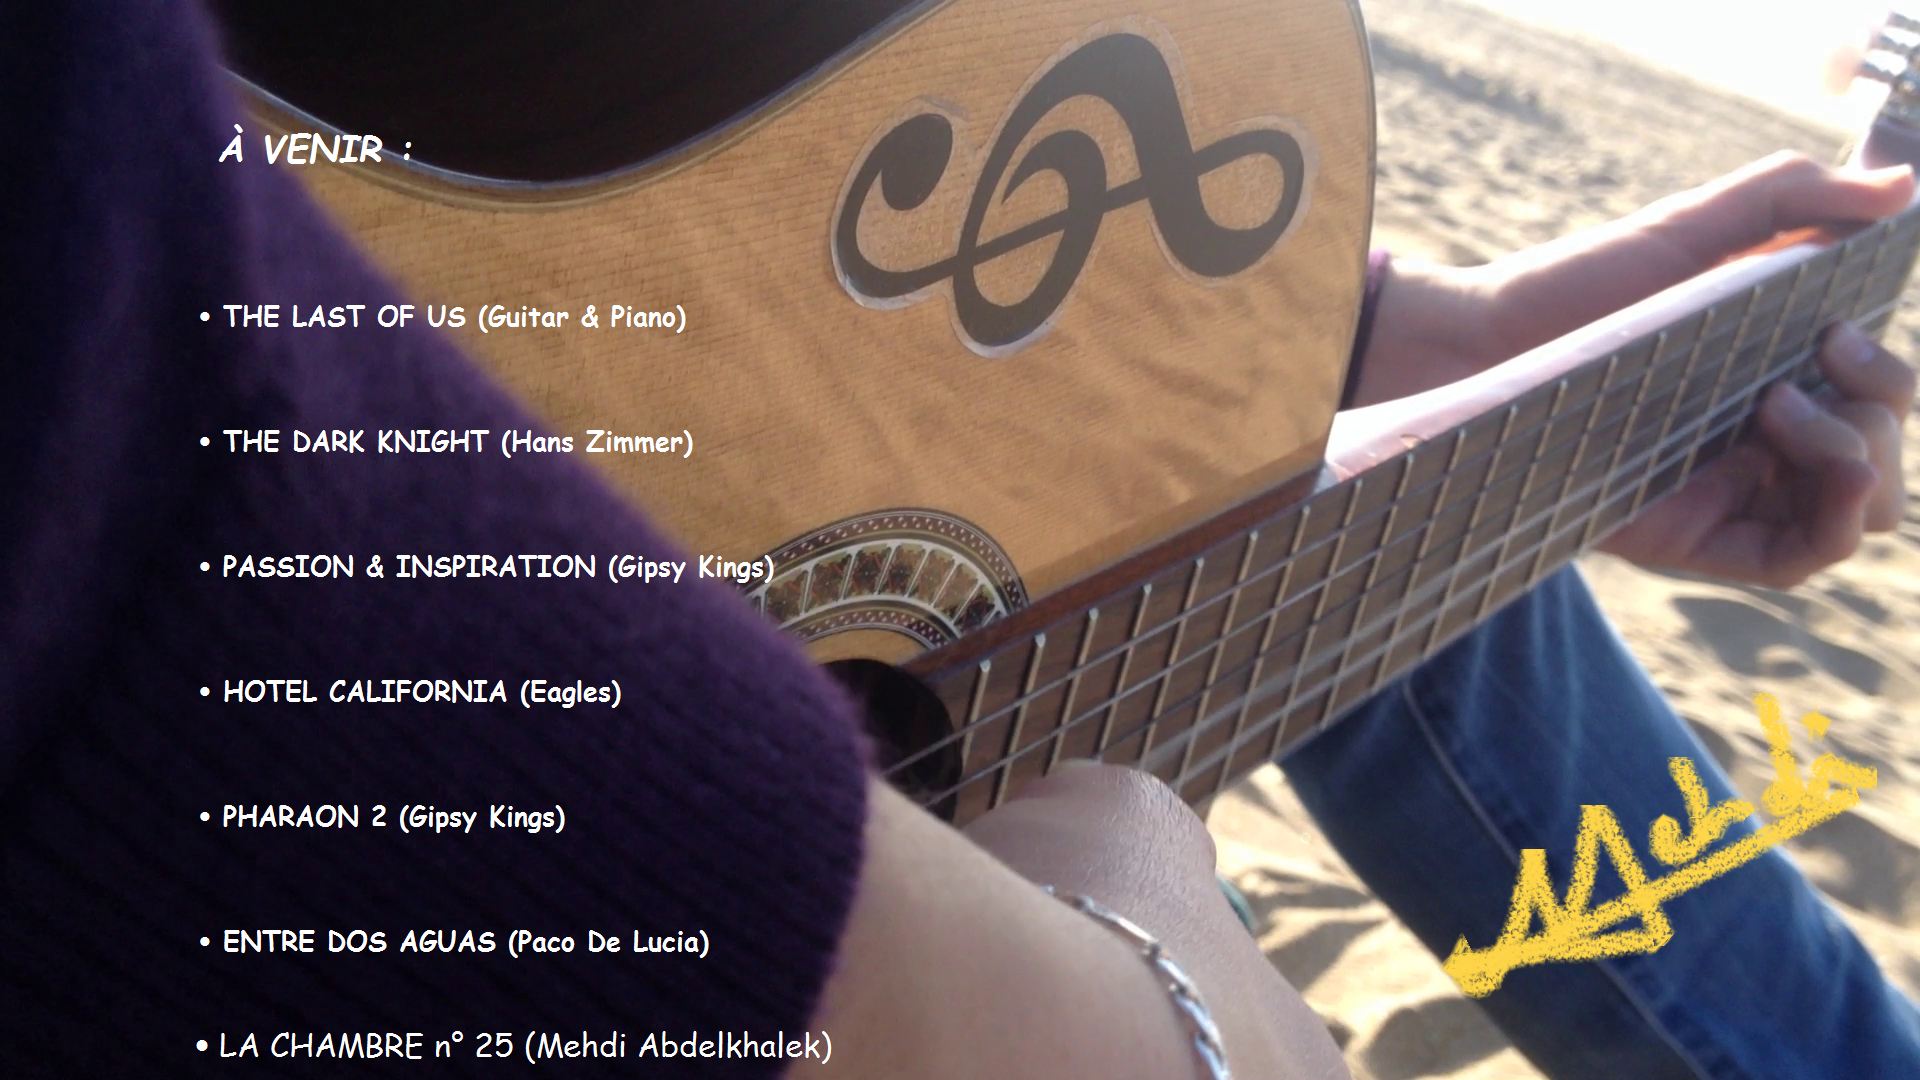 À VENIR :
• THE LAST OF US (Guitar & Piano)
• THE DARK KNIGHT (Hans Zimmer)
• PASSION & INSPIRATION (Gipsy Kings)
• HOTEL CALIFORNIA (Eagles)
• PHARAON 2 (Gipsy Kings)
• ENTRE DOS AGUAS (Paco De Lucia)
• LA CHAMBRE n° 25 (Mehdi Abdelkhalek)
Mehdi